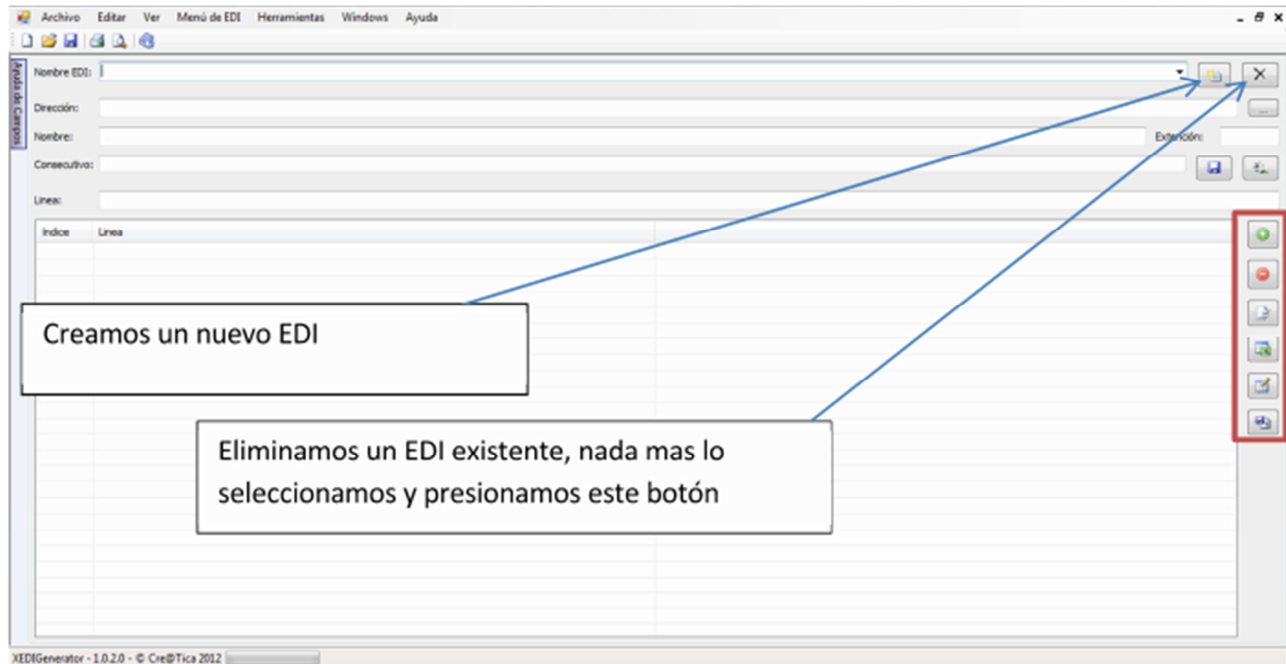 Archivo Editar Ver Menú de EDI Herramientas Windows Ayuda
Ayuda de Campos
Nombre EDI:
Dirección:
...
Nombre:
Extención:
Consecutivo:
Linea:
Indice Linea
Creamos un nuevo EDI
Eliminamos un EDI existente, nada mas lo
seleccionamos y presionamos este botón
XEDIGenerator - 1.0.2.0 - © Cre@Tica 2012